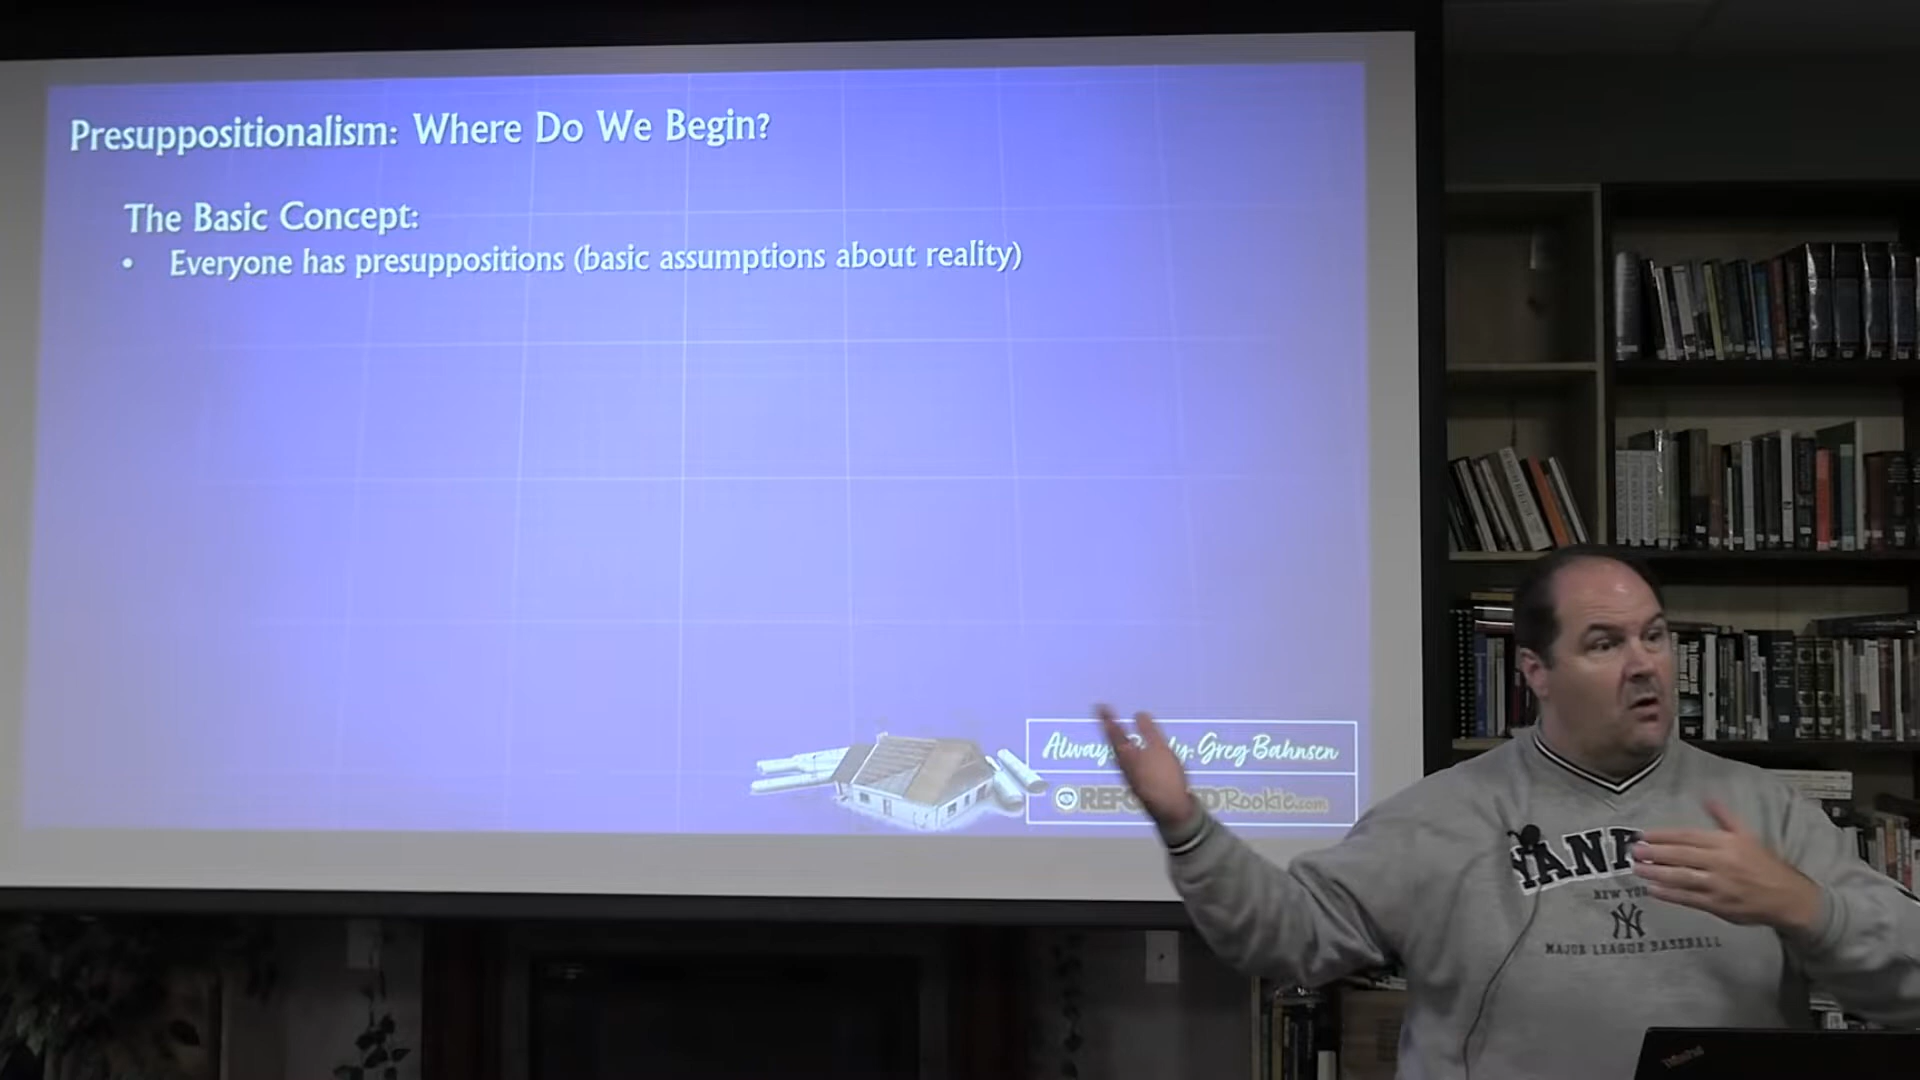 Presuppositionalism: Where Do We Begin?
The Basic Concept:
• Everyone has presuppositions (basic assumptions about reality)
Greg Bahnsen
Rookie.com
NEW
MAJOR LEAGUE BASEBALL
ThinkPad